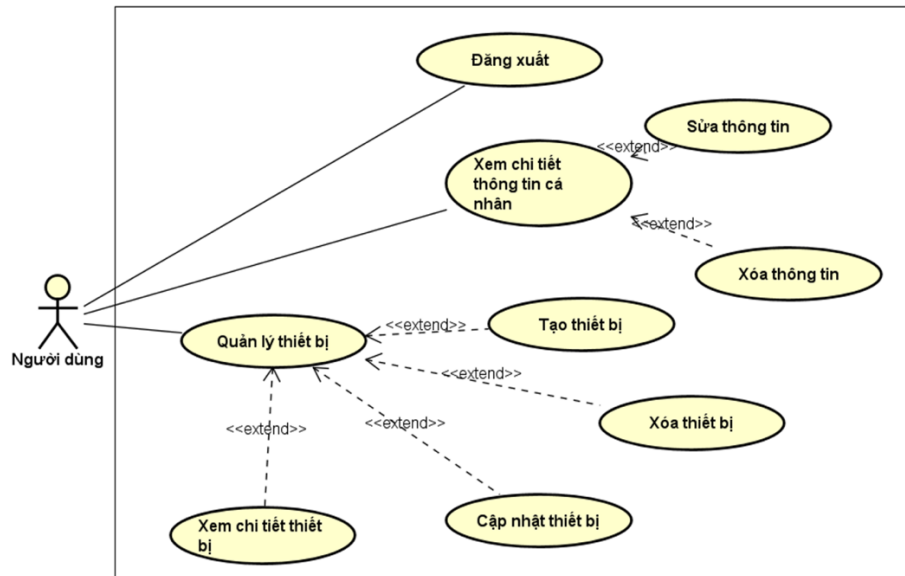 Đăng xuất
Sửa thông tin
<<extend>>
Xem chi tiết
thông tin cá
nhân
<<extend>>
Xóa thông tin
<<extend>>
Tạo thiết bị
Quản lý thiết bị
Người dùng
<<extend>>
Xóa thiết bị
<<extend>>
<<extend>>
Xem chi tiết thiết
bị
Cập nhật thiết bị